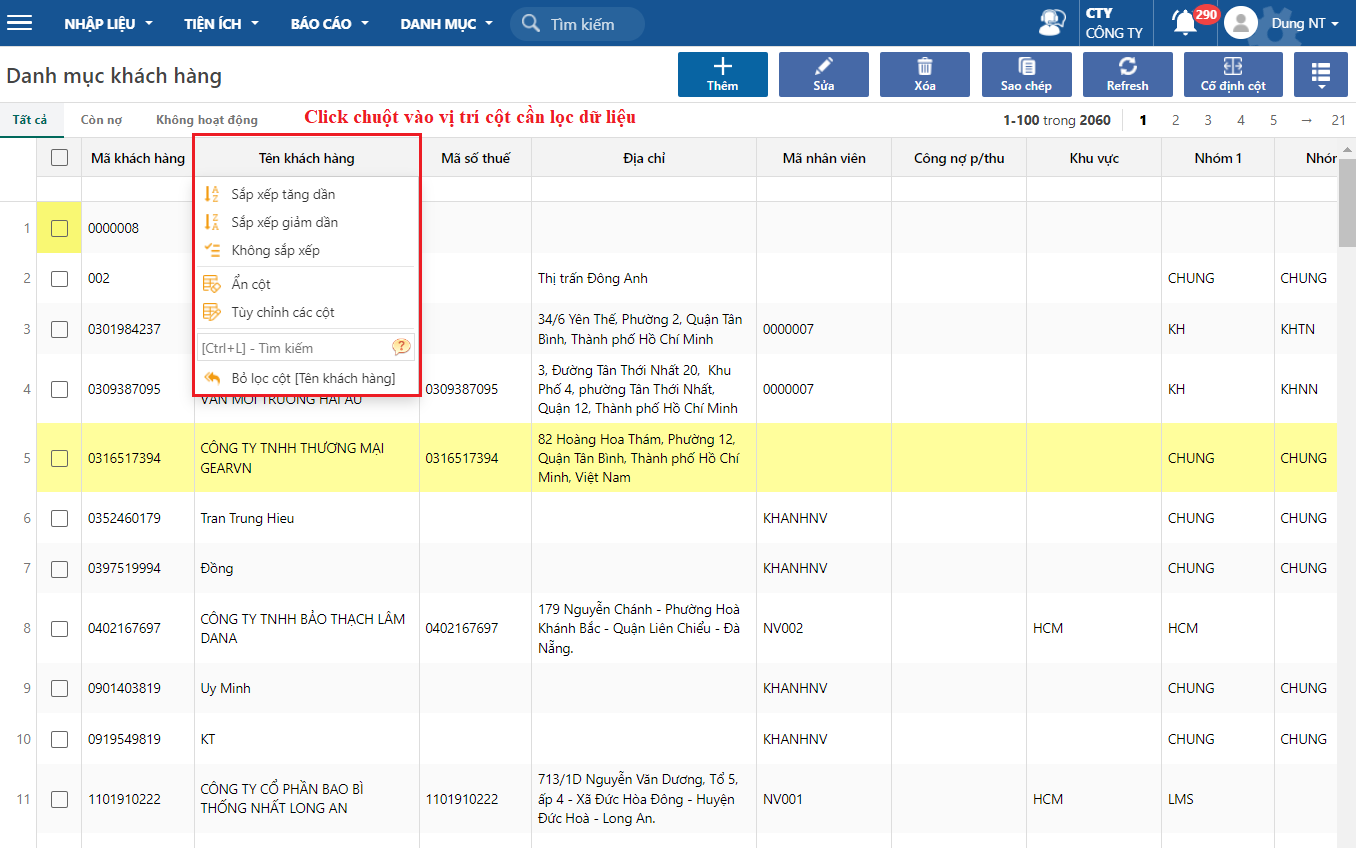 NHẬP LIỆU
TIỆN ÍCH
BÁO CÁO
DANH MỤC
Tìm kiếm
CTY
CÔNG TY
290
Dung NT
Danh mục khách hàng
Thêm
Sửa
Xóa
Sao chép
Refresh
Cố định cột
Tất cả
Còn nợ
Không hoạt động
Click chuột vào vị trí cột cần lọc dữ liệu
1-100 trong 2060
1 2 3 4 5 → 21
Mã khách hàng
Tên khách hàng
Mã số thuế
Địa chỉ
Mã nhân viên
Công nợ p/thu
Khu vực
Nhóm 1
Nhóm
Sắp xếp tăng dần
Sắp xếp giảm dần
Không sắp xếp
Ẩn cột
Tùy chỉnh các cột
[Ctrl+L] - Tìm kiếm
Bỏ lọc cột [Tên khách hàng]
1 0000008
2 002
Thị trấn Đông Anh
CHUNG CHUNG
3 0301984237
34/6 Yên Thế, Phường 2, Quận Tân
Bình, Thành phố Hồ Chí Minh
0000007 KH KHTN
4 0309387095
VẤN MÔI TRƯỜNG HẢI ÂU
0309387095
3, Đường Tân Thới Nhất 20, Khu
Phố 4, phường Tân Thới Nhất,
Quận 12, Thành phố Hồ Chí Minh
0000007 KH KHNN
5 0316517394
CÔNG TY TNHH THƯƠNG MẠI
GEARVN
0316517394
82 Hoàng Hoa Thám, Phường 12,
Quận Tân Bình, Thành phố Hồ Chí
Minh, Việt Nam
CHUNG CHUNG
6 0352460179 Tran Trung Hieu KHANHNV CHUNG CHUNG
7 0397519994 Đồng KHANHNV CHUNG CHUNG
8 0402167697
CÔNG TY TNHH BẢO THẠCH LÂM
DANA
0402167697
179 Nguyễn Chánh - Phường Hoà
Khánh Bắc - Quận Liên Chiểu - Đà
Nẵng.
NV002 HCM HCM
9 0901403819 Uy Minh KHANHNV CHUNG CHUNG
10 0919549819 KT KHANHNV CHUNG CHUNG
11 1101910222
CÔNG TY CỔ PHẦN BAO BÌ
THỐNG NHẤT LONG AN
1101910222
713/1D Nguyễn Văn Dương, Tổ 5,
ấp 4 - Xã Đức Hòa Đông - Huyện
Đức Hoà - Long An.
NV001 HCM LMS